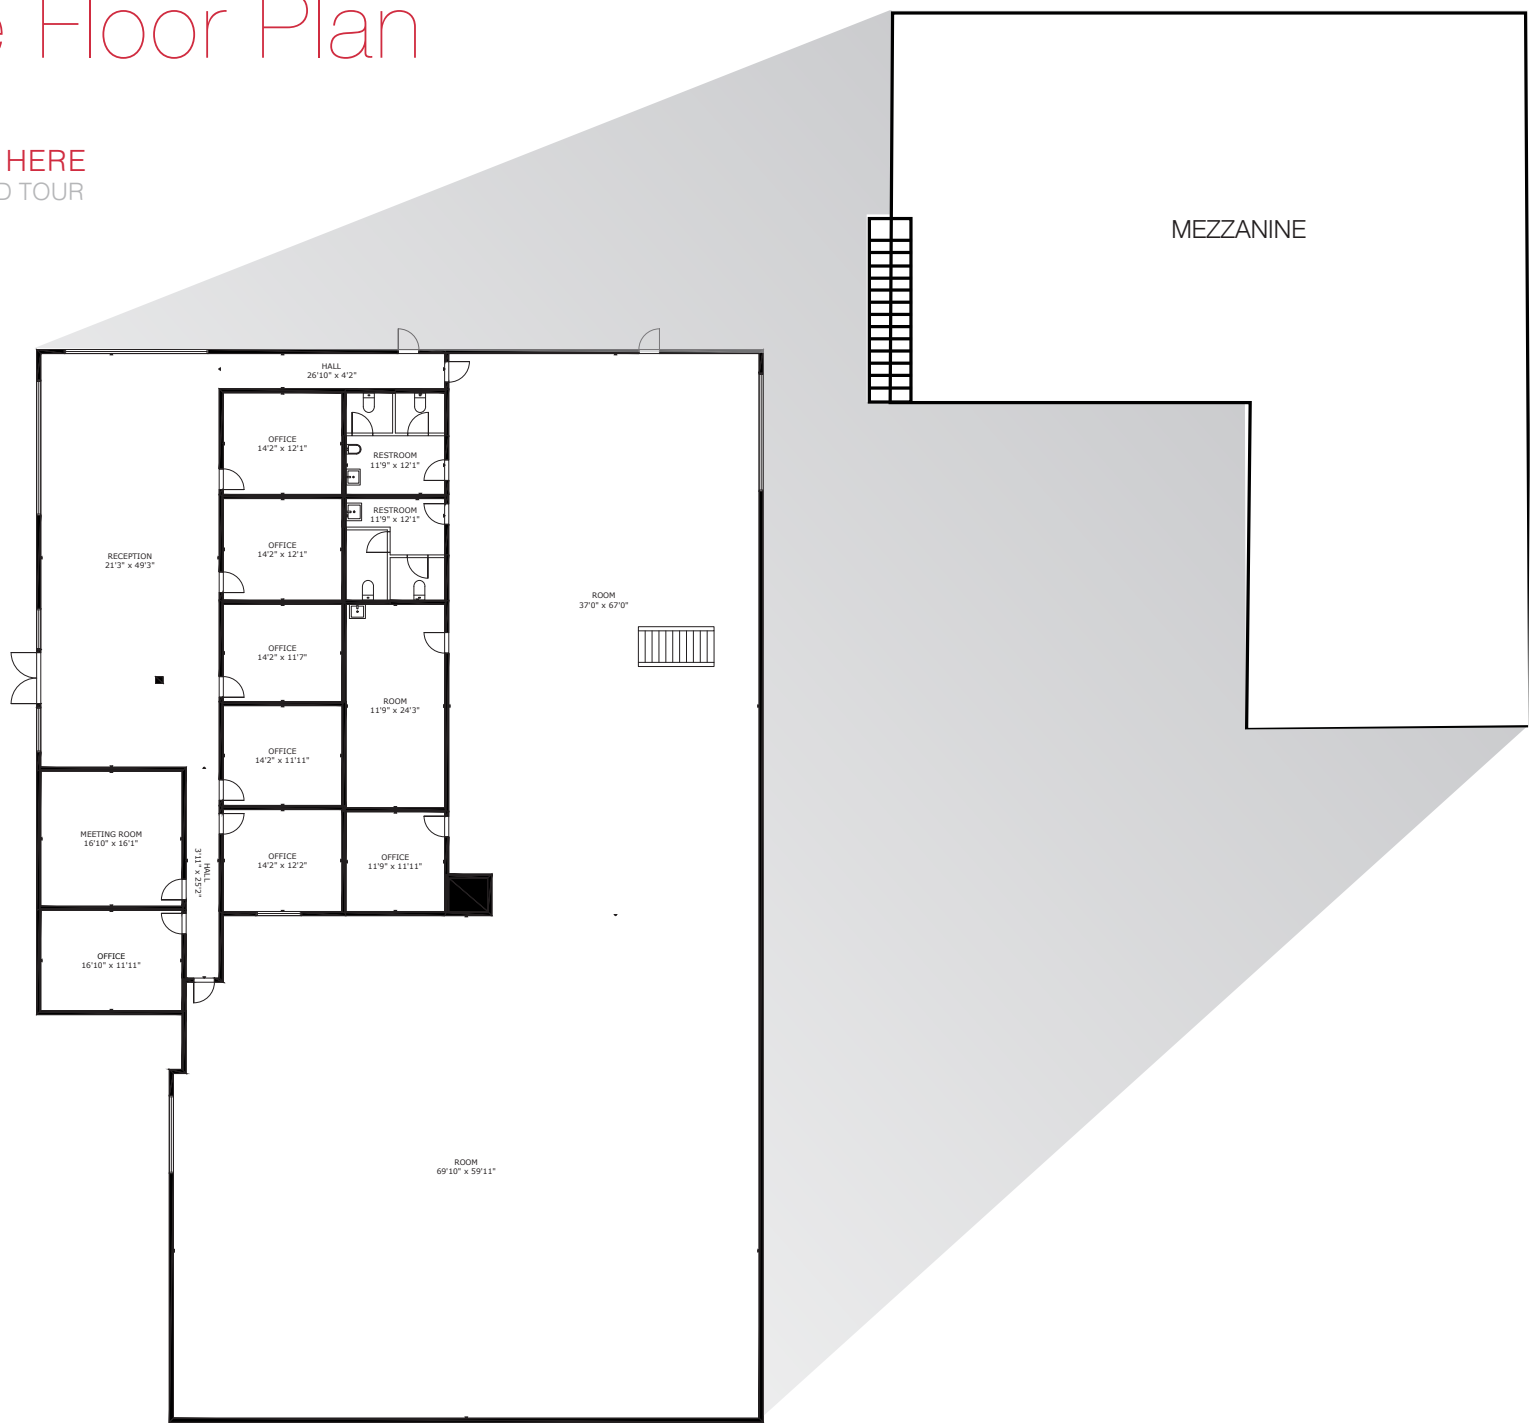 e Floor Plan
HERE
D TOUR
MEZZANINE
HALL
26'10" x 4'2"
OFFICE
14'2" x 12'1"
RESTROOM
11'9" x 12'1"
RESTROOM
11'9" x 12'1"
OFFICE
14'2" x 12'1"
RECEPTION
21'3" x 49'3"
ROOM
37'0" x 67'0"
OFFICE
14'2" x 11'7"
ROOM
11'9" x 24'3"
OFFICE
14'2" x 11'11"
MEETING ROOM
16'10" x 16'1"
HALL
3'11" x 25'2"
OFFICE
14'2" x 12'2"
OFFICE
11'9" x 11'11"
OFFICE
16'10" x 11'11"
ROOM
69'10" x 59'11"